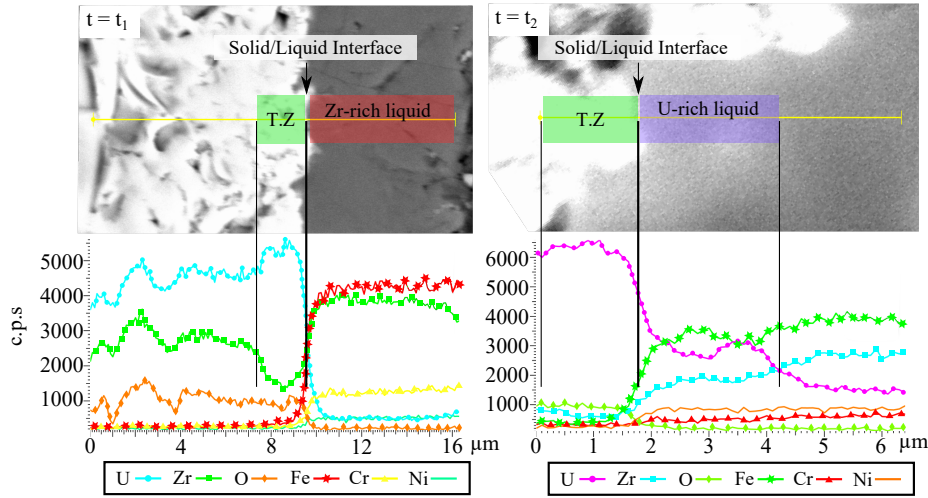 t = t₁
Solid/Liquid Interface
T.Z
Zr-rich liquid
5000
4000
3000
2000
1000
c.p.s
0 4 8 12 16 μm
U Zr O Fe Cr Ni
t = t₂
Solid/Liquid Interface
T.Z
U-rich liquid
6000
5000
4000
3000
2000
1000
0 1 2 3 4 5 6 μm
U Zr O Fe Cr Ni